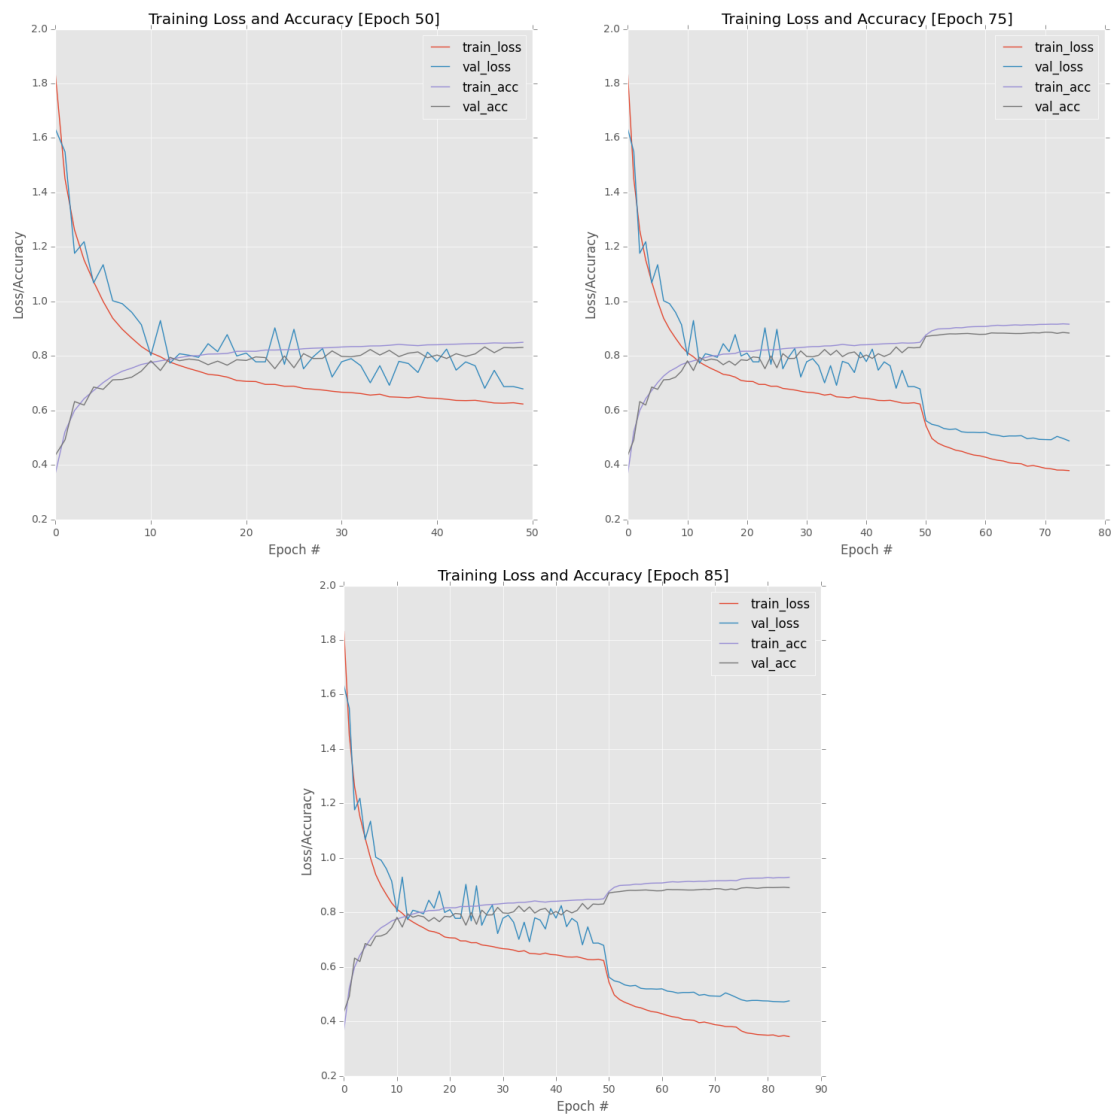 Training Loss and Accuracy [Epoch 50]
2.0
1.8
1.6
1.4
1.2
1.0
0.8
0.6
0.4
0.2
Loss/Accuracy
train_loss
val_loss
train_acc
val_acc
0 10 20 30 40 50
Epoch #
Training Loss and Accuracy [Epoch 75]
2.0
1.8
1.6
1.4
1.2
1.0
0.8
0.6
0.4
0.2
Loss/Accuracy
train_loss
val_loss
train_acc
val_acc
0 10 20 30 40 50 60 70 80
Epoch #
Training Loss and Accuracy [Epoch 85]
2.0
1.8
1.6
1.4
1.2
1.0
0.8
0.6
0.4
0.2
Loss/Accuracy
train_loss
val_loss
train_acc
val_acc
0 10 20 30 40 50 60 70 80 90
Epoch #